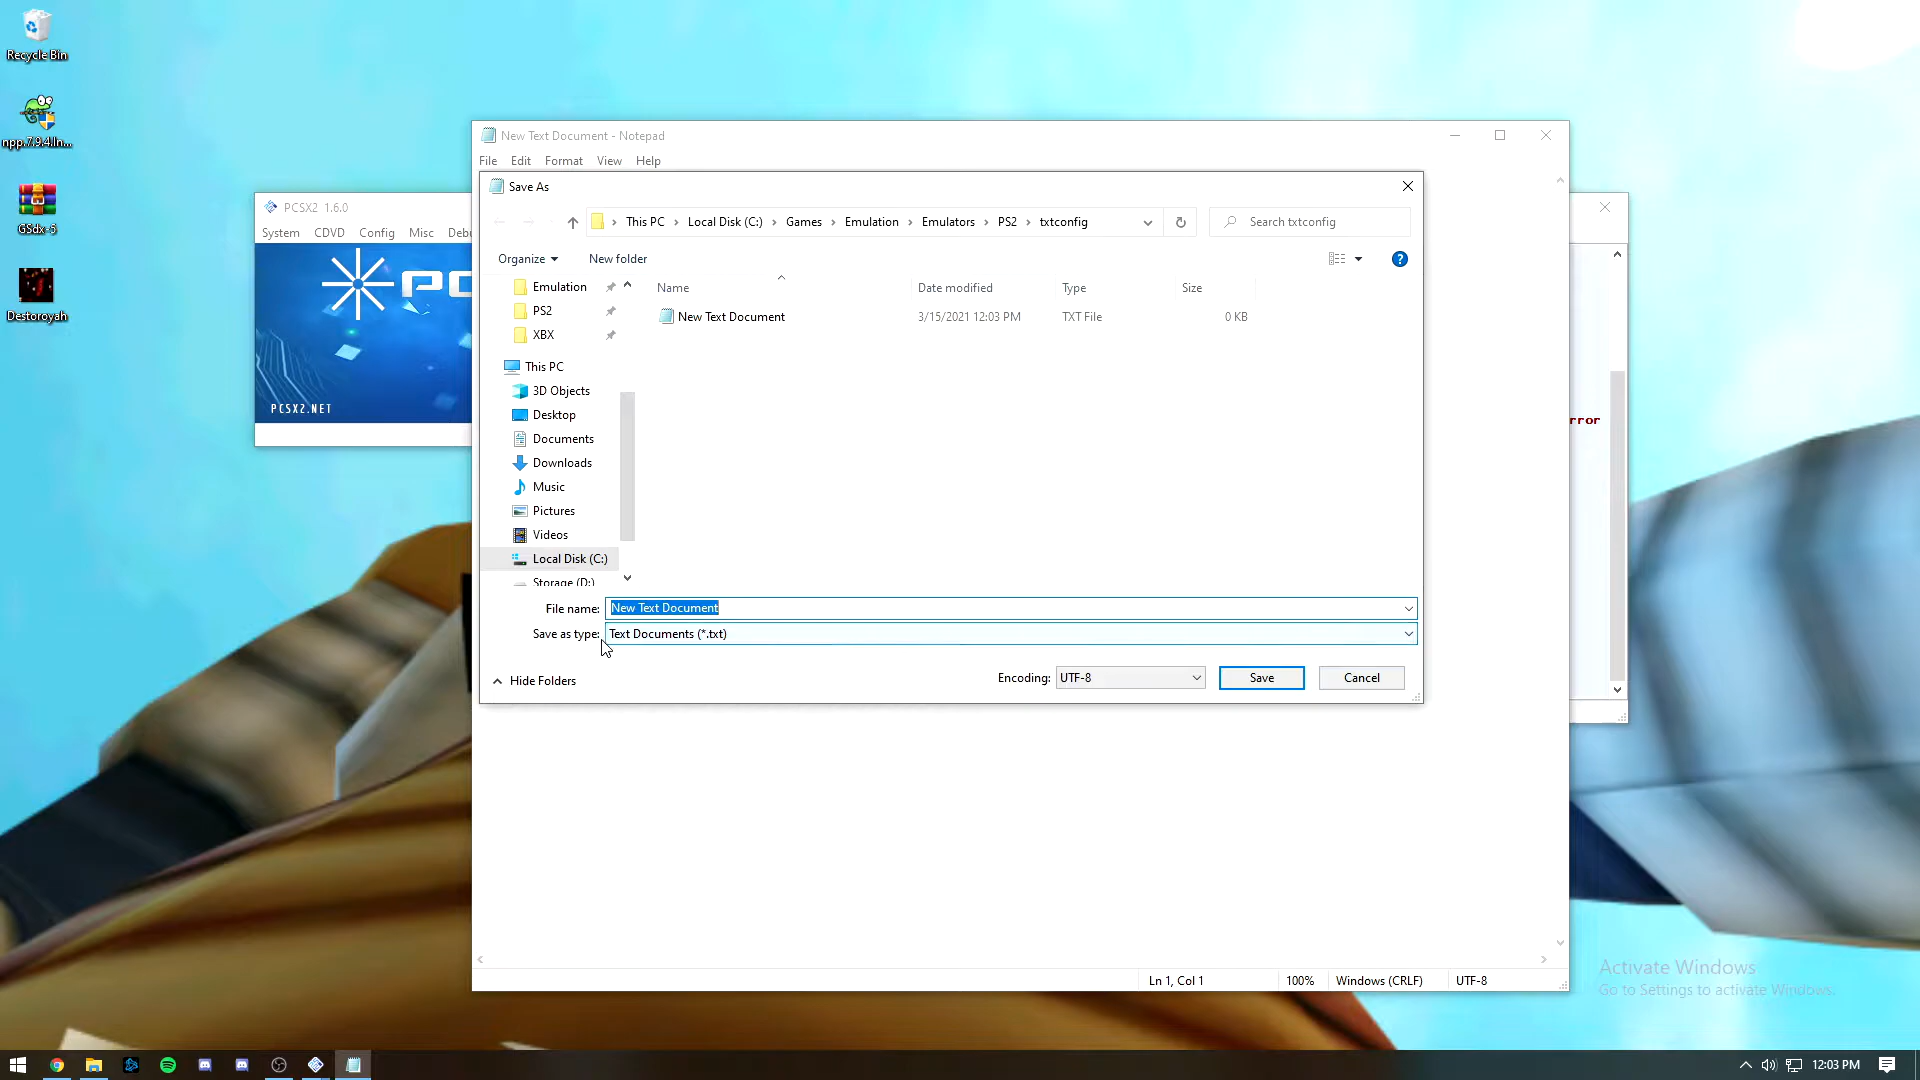 Recycle Bin
npp.7.9.4.In...
GSdx-5
Destoroyah
PCSX2 1.6.0
System CDVD Config Misc Debu
PCSX2.NET
New Text Document - Notepad
File Edit Format View Help
Save As
This PC › Local Disk (C:) › Games › Emulation › Emulators › PS2 › txtconfig
Search txtconfig
Organize
New folder
Emulation
PS2
XBX
This PC
3D Objects
Desktop
Documents
Downloads
Music
Pictures
Videos
Local Disk (C:)
Storage (D:)
Name Date modified Type Size
New Text Document 3/15/2021 12:03 PM TXT File 0 KB
File name: New Text Document
Save as type: Text Documents (*.txt)
Hide Folders
Encoding: UTF-8
Save
Cancel
rror
Ln 1, Col 1 100% Windows (CRLF) UTF-8
Activate Windows
Go to Settings to activate Windows.
12:03 PM